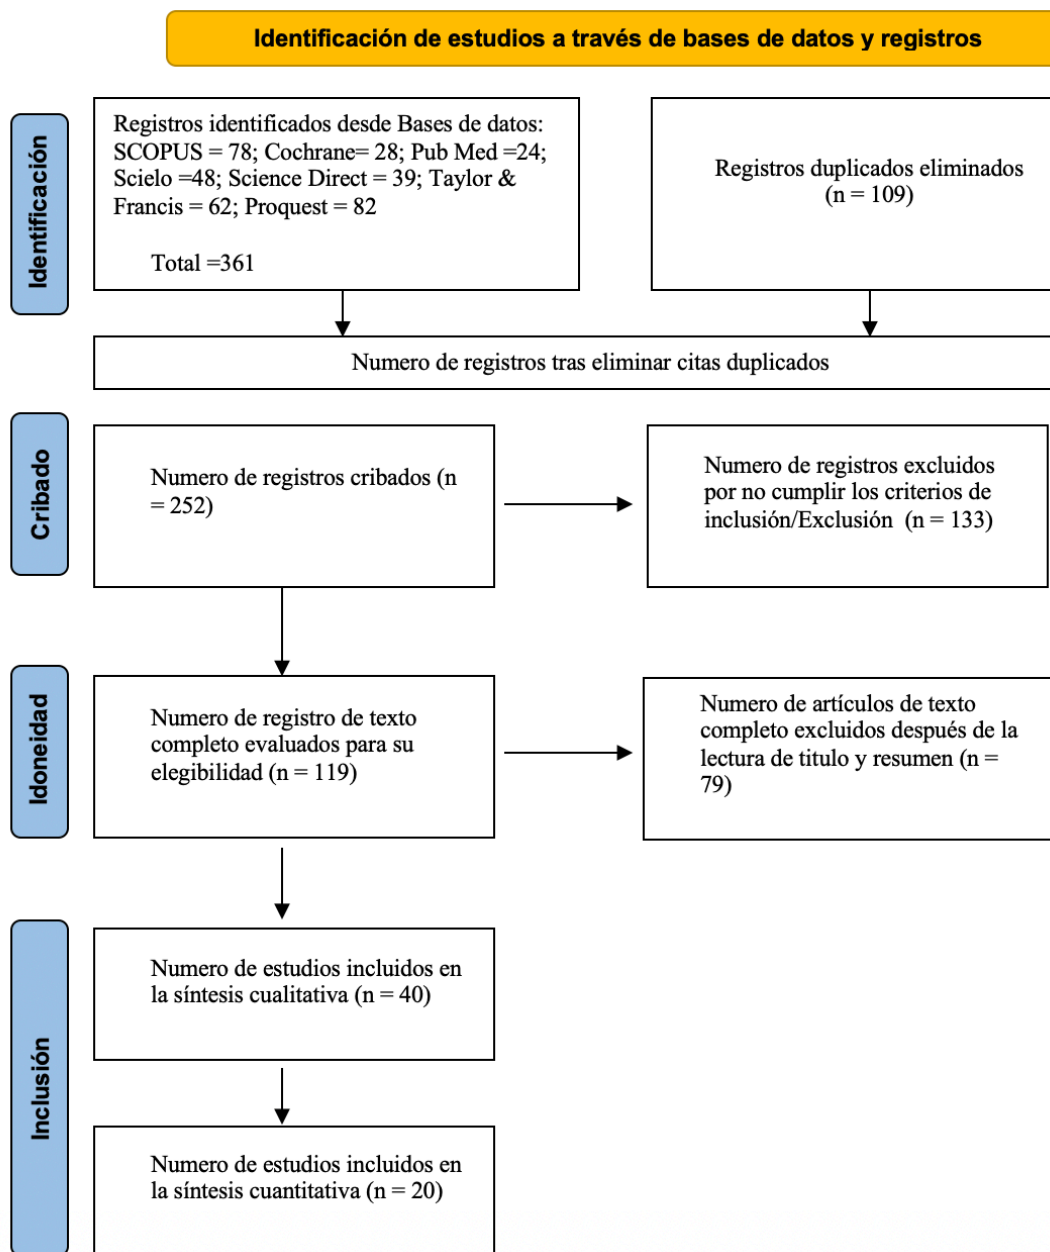 Identificación de estudios a través de bases de datos y registros
Identificación
Registros identificados desde Bases de datos:
SCOPUS = 78; Cochrane= 28; Pub Med =24;
Scielo =48; Science Direct = 39; Taylor &
Francis = 62; Proquest = 82
Total =361
Registros duplicados eliminados
(n = 109)
Numero de registros tras eliminar citas duplicados
Cribado
Numero de registros cribados (n
= 252)
Numero de registros excluidos
por no cumplir los criterios de
inclusión/Exclusión (n = 133)
Idoneidad
Numero de registro de texto
completo evaluados para su
elegibilidad (n = 119)
Numero de artículos de texto
completo excluidos después de la
lectura de titulo y resumen (n =
79)
Inclusión
Numero de estudios incluidos en
la síntesis cualitativa (n = 40)
Numero de estudios incluidos en
la síntesis cuantitativa (n = 20)